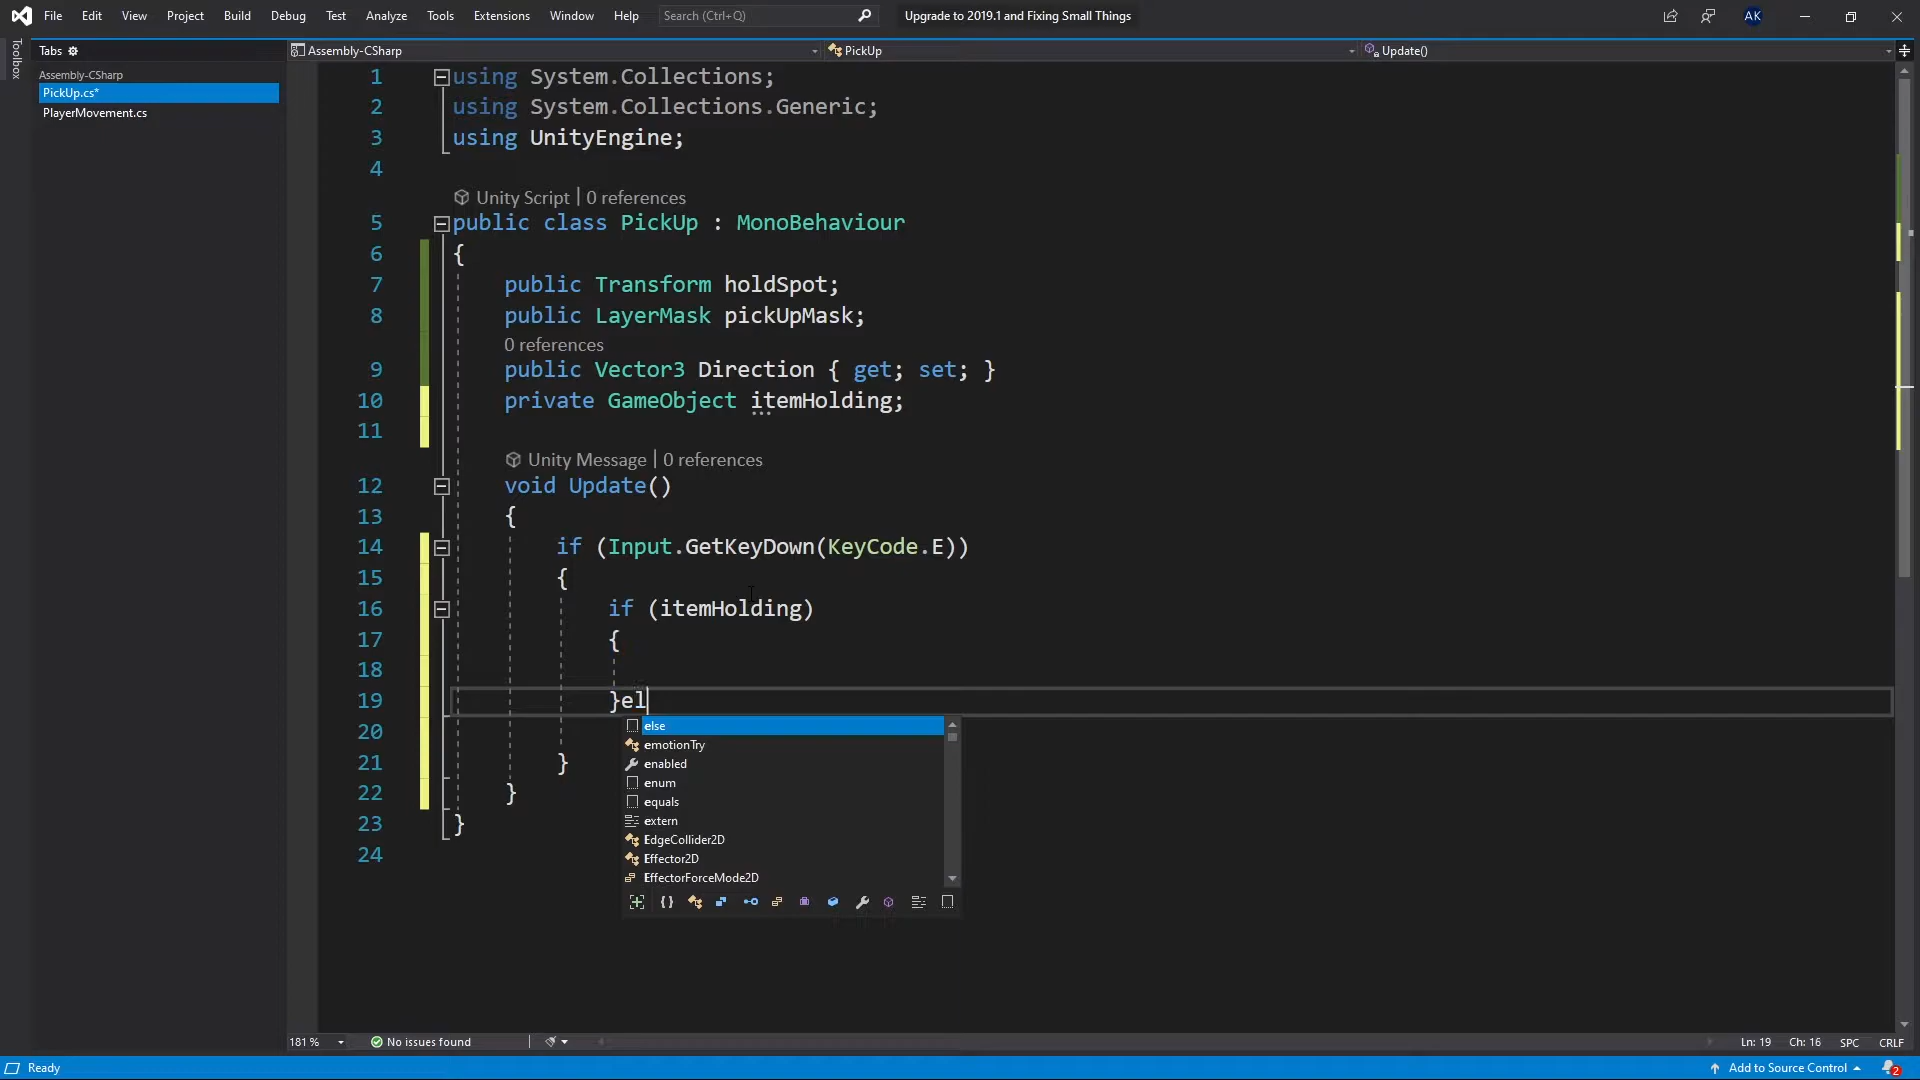 File Edit View Project Build Debug Test Analyze Tools Extensions Window Help Search (Ctrl+Q) Upgrade to 2019.1 and Fixing Small Things AK
Toolbox
Tabs
Assembly-CSharp
PickUp.cs*
PlayerMovement.cs
Assembly-CSharp PickUp Update()
1 using System.Collections;
2 using System.Collections.Generic;
3 using UnityEngine;
4
Unity Script | 0 references
5 public class PickUp : MonoBehaviour
6 {
7 public Transform holdSpot;
8 public LayerMask pickUpMask;
0 references
9 public Vector3 Direction { get; set; }
10 private GameObject itemHolding;
11
Unity Message | 0 references
12 void Update()
13 {
14 if (Input.GetKeyDown(KeyCode.E))
15 {
16 if (itemHolding)
17 {
18
19 }el
20
21 }
22 }
23 }
24
else
emotionTry
enabled
enum
equals
extern
EdgeCollider2D
Effector2D
EffectorForceMode2D
181 % No issues found Ln: 19 Ch: 16 SPC CRLF
Ready Add to Source Control 2